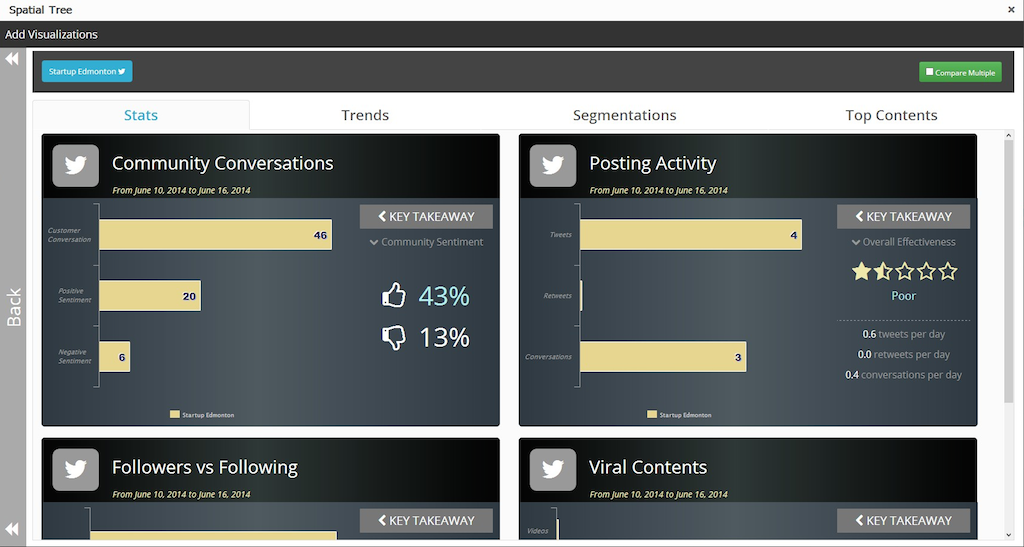 Spatial Tree
Add Visualizations
Startup Edmonton
Compare Multiple
Back
Stats
Trends
Segmentations
Top Contents
Community Conversations
From June 10, 2014 to June 16, 2014
KEY TAKEAWAY
Community Sentiment
Customer
Conversation
46
Positive
Sentiment
20
Negative
Sentiment
6
43%
13%
Startup Edmonton
Posting Activity
From June 10, 2014 to June 16, 2014
KEY TAKEAWAY
Overall Effectiveness
Tweets
4
Retweets
Conversations
3
Poor
0.6 tweets per day
0.0 retweets per day
0.4 conversations per day
Startup Edmonton
Followers vs Following
From June 10, 2014 to June 16, 2014
KEY TAKEAWAY
Viral Contents
From June 10, 2014 to June 16, 2014
KEY TAKEAWAY
Videos